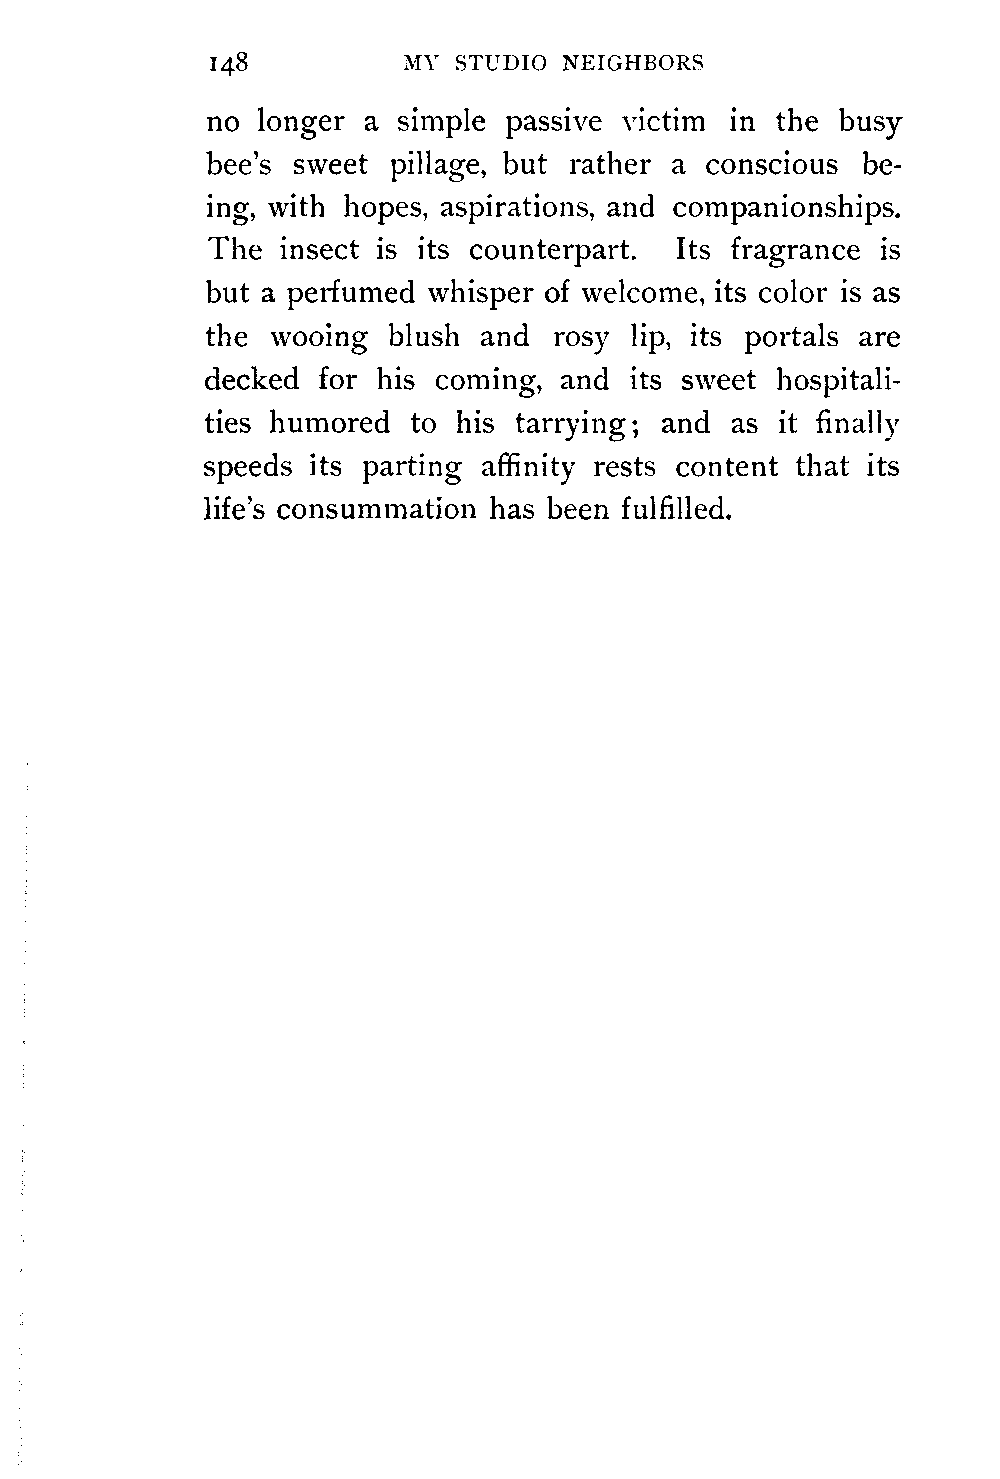 148 MY STUDIO NEIGHBORS
no longer a simple passive victim in the busy
bee's sweet pillage, but rather a conscious be-
ing, with hopes, aspirations, and companionships.
The insect is its counterpart. Its fragrance is
but a perfumed whisper of welcome, its color is as
the wooing blush and rosy lip, its portals are
decked for his coming, and its sweet hospitali-
ties humored to his tarrying; and as it finally
speeds its parting affinity rests content that its
life's consummation has been fulfilled.